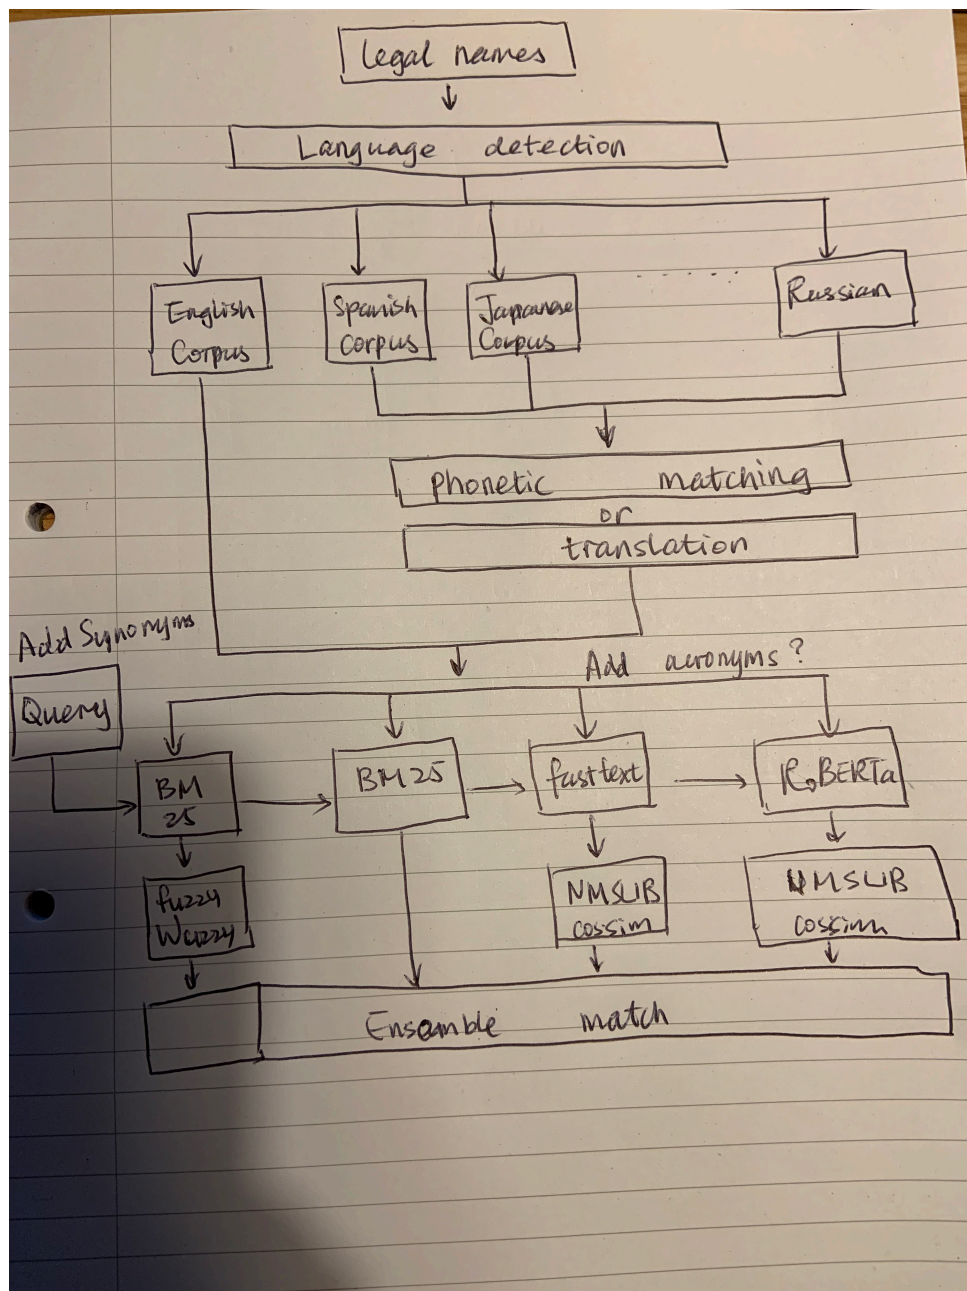 legal names
Language detection
English
Corpus
Spanish
corpus
Japanese
Corpus
......
Russian
phonetic matching
or
translation
Add Synonyms
Add acronyms?
Query
BM
25
BM25
fasttext
RoBERTa
fuzzy
Wuzzy
NMSLIB
cossim
NMSLIB
cossim
Ensamble match